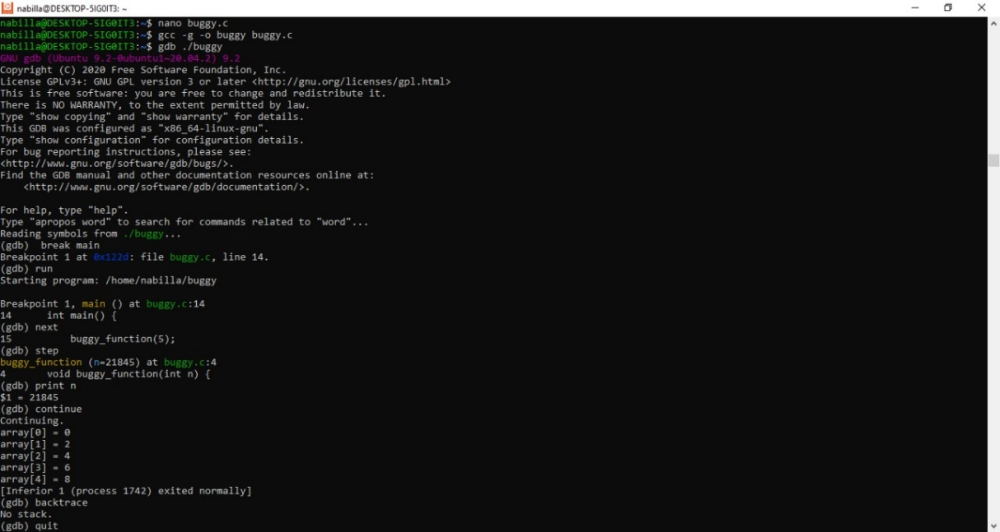 nabilla@DESKTOP-5IG0IT3: ~
nabilla@DESKTOP-5IG0IT3:~$ nano buggy.c
nabilla@DESKTOP-5IG0IT3:~$ gcc -g -o buggy buggy.c
nabilla@DESKTOP-5IG0IT3:~$ gdb ./buggy
GNU gdb (Ubuntu 9.2-0ubuntu1~20.04.2) 9.2
Copyright (C) 2020 Free Software Foundation, Inc.
License GPLv3+: GNU GPL version 3 or later <http://gnu.org/licenses/gpl.html>
This is free software: you are free to change and redistribute it.
There is NO WARRANTY, to the extent permitted by law.
Type "show copying" and "show warranty" for details.
This GDB was configured as "x86_64-linux-gnu".
Type "show configuration" for configuration details.
For bug reporting instructions, please see:
<http://www.gnu.org/software/gdb/bugs/>.
Find the GDB manual and other documentation resources online at:
    <http://www.gnu.org/software/gdb/documentation/>.

For help, type "help".
Type "apropos word" to search for commands related to "word"...
Reading symbols from ./buggy...
(gdb)  break main
Breakpoint 1 at 0x122d: file buggy.c, line 14.
(gdb) run
Starting program: /home/nabilla/buggy

Breakpoint 1, main () at buggy.c:14
14      int main() {
(gdb) next
15          buggy_function(5);
(gdb) step
buggy_function (n=21845) at buggy.c:4
4       void buggy_function(int n) {
(gdb) print n
$1 = 21845
(gdb) continue
Continuing.
array[0] = 0
array[1] = 2
array[2] = 4
array[3] = 6
array[4] = 8
[Inferior 1 (process 1742) exited normally]
(gdb) backtrace
No stack.
(gdb) quit